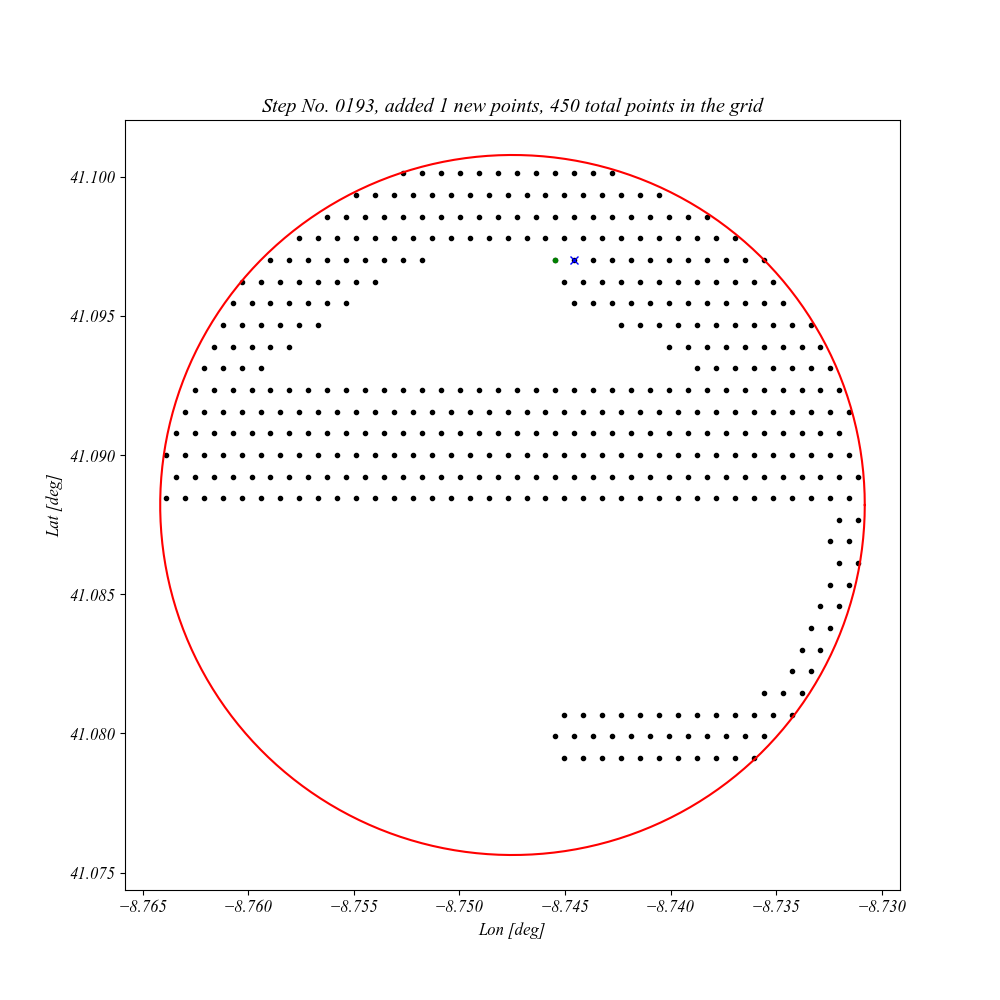 Step No. 0193, added 1 new points, 450 total points in the grid
41.100
41.095
41.090
41.085
41.080
41.075
Lat [deg]
−8.765 −8.760 −8.755 −8.750 −8.745 −8.740 −8.735 −8.730
Lon [deg]